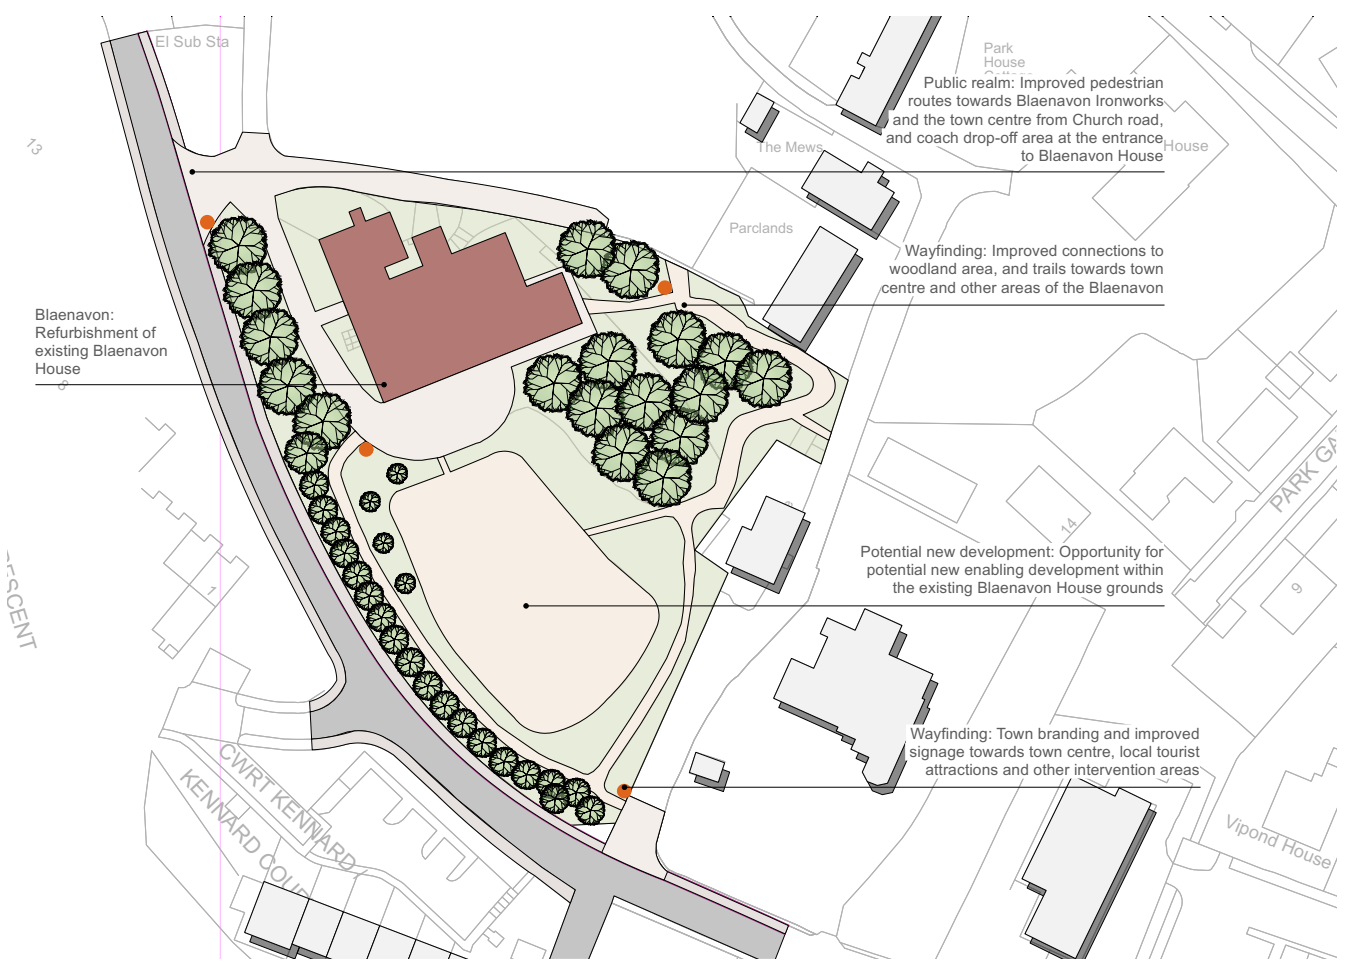 El Sub Sta
Park
House
Public realm: Improved pedestrian
routes towards Blaenavon Ironworks
and the town centre from Church road,
and coach drop-off area at the entrance
to Blaenavon House
13
The Mews
House
Parclands
Wayfinding: Improved connections to
woodland area, and trails towards town
centre and other areas of the Blaenavon
Blaenavon:
Refurbishment of
existing Blaenavon
House
8
PARK GA
14
Potential new development: Opportunity for
potential new enabling development within
the existing Blaenavon House grounds
1
9
ESCENT
Wayfinding: Town branding and improved
signage towards town centre, local tourist
attractions and other intervention areas
CWRT KENNARD
KENNARD COU
Vipond House